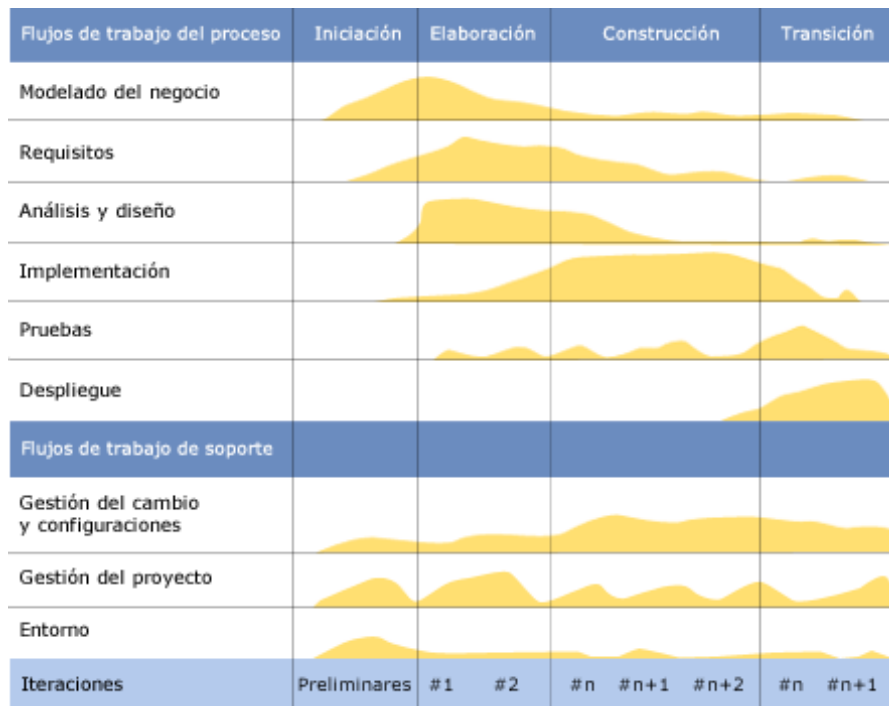 Flujos de trabajo del proceso Iniciación Elaboración Construcción Transición
Modelado del negocio
Requisitos
Análisis y diseño
Implementación
Pruebas
Despliegue
Flujos de trabajo de soporte
Gestión del cambio
y configuraciones
Gestión del proyecto
Entorno
Iteraciones Preliminares #1 #2 #n #n+1 #n+2 #n #n+1